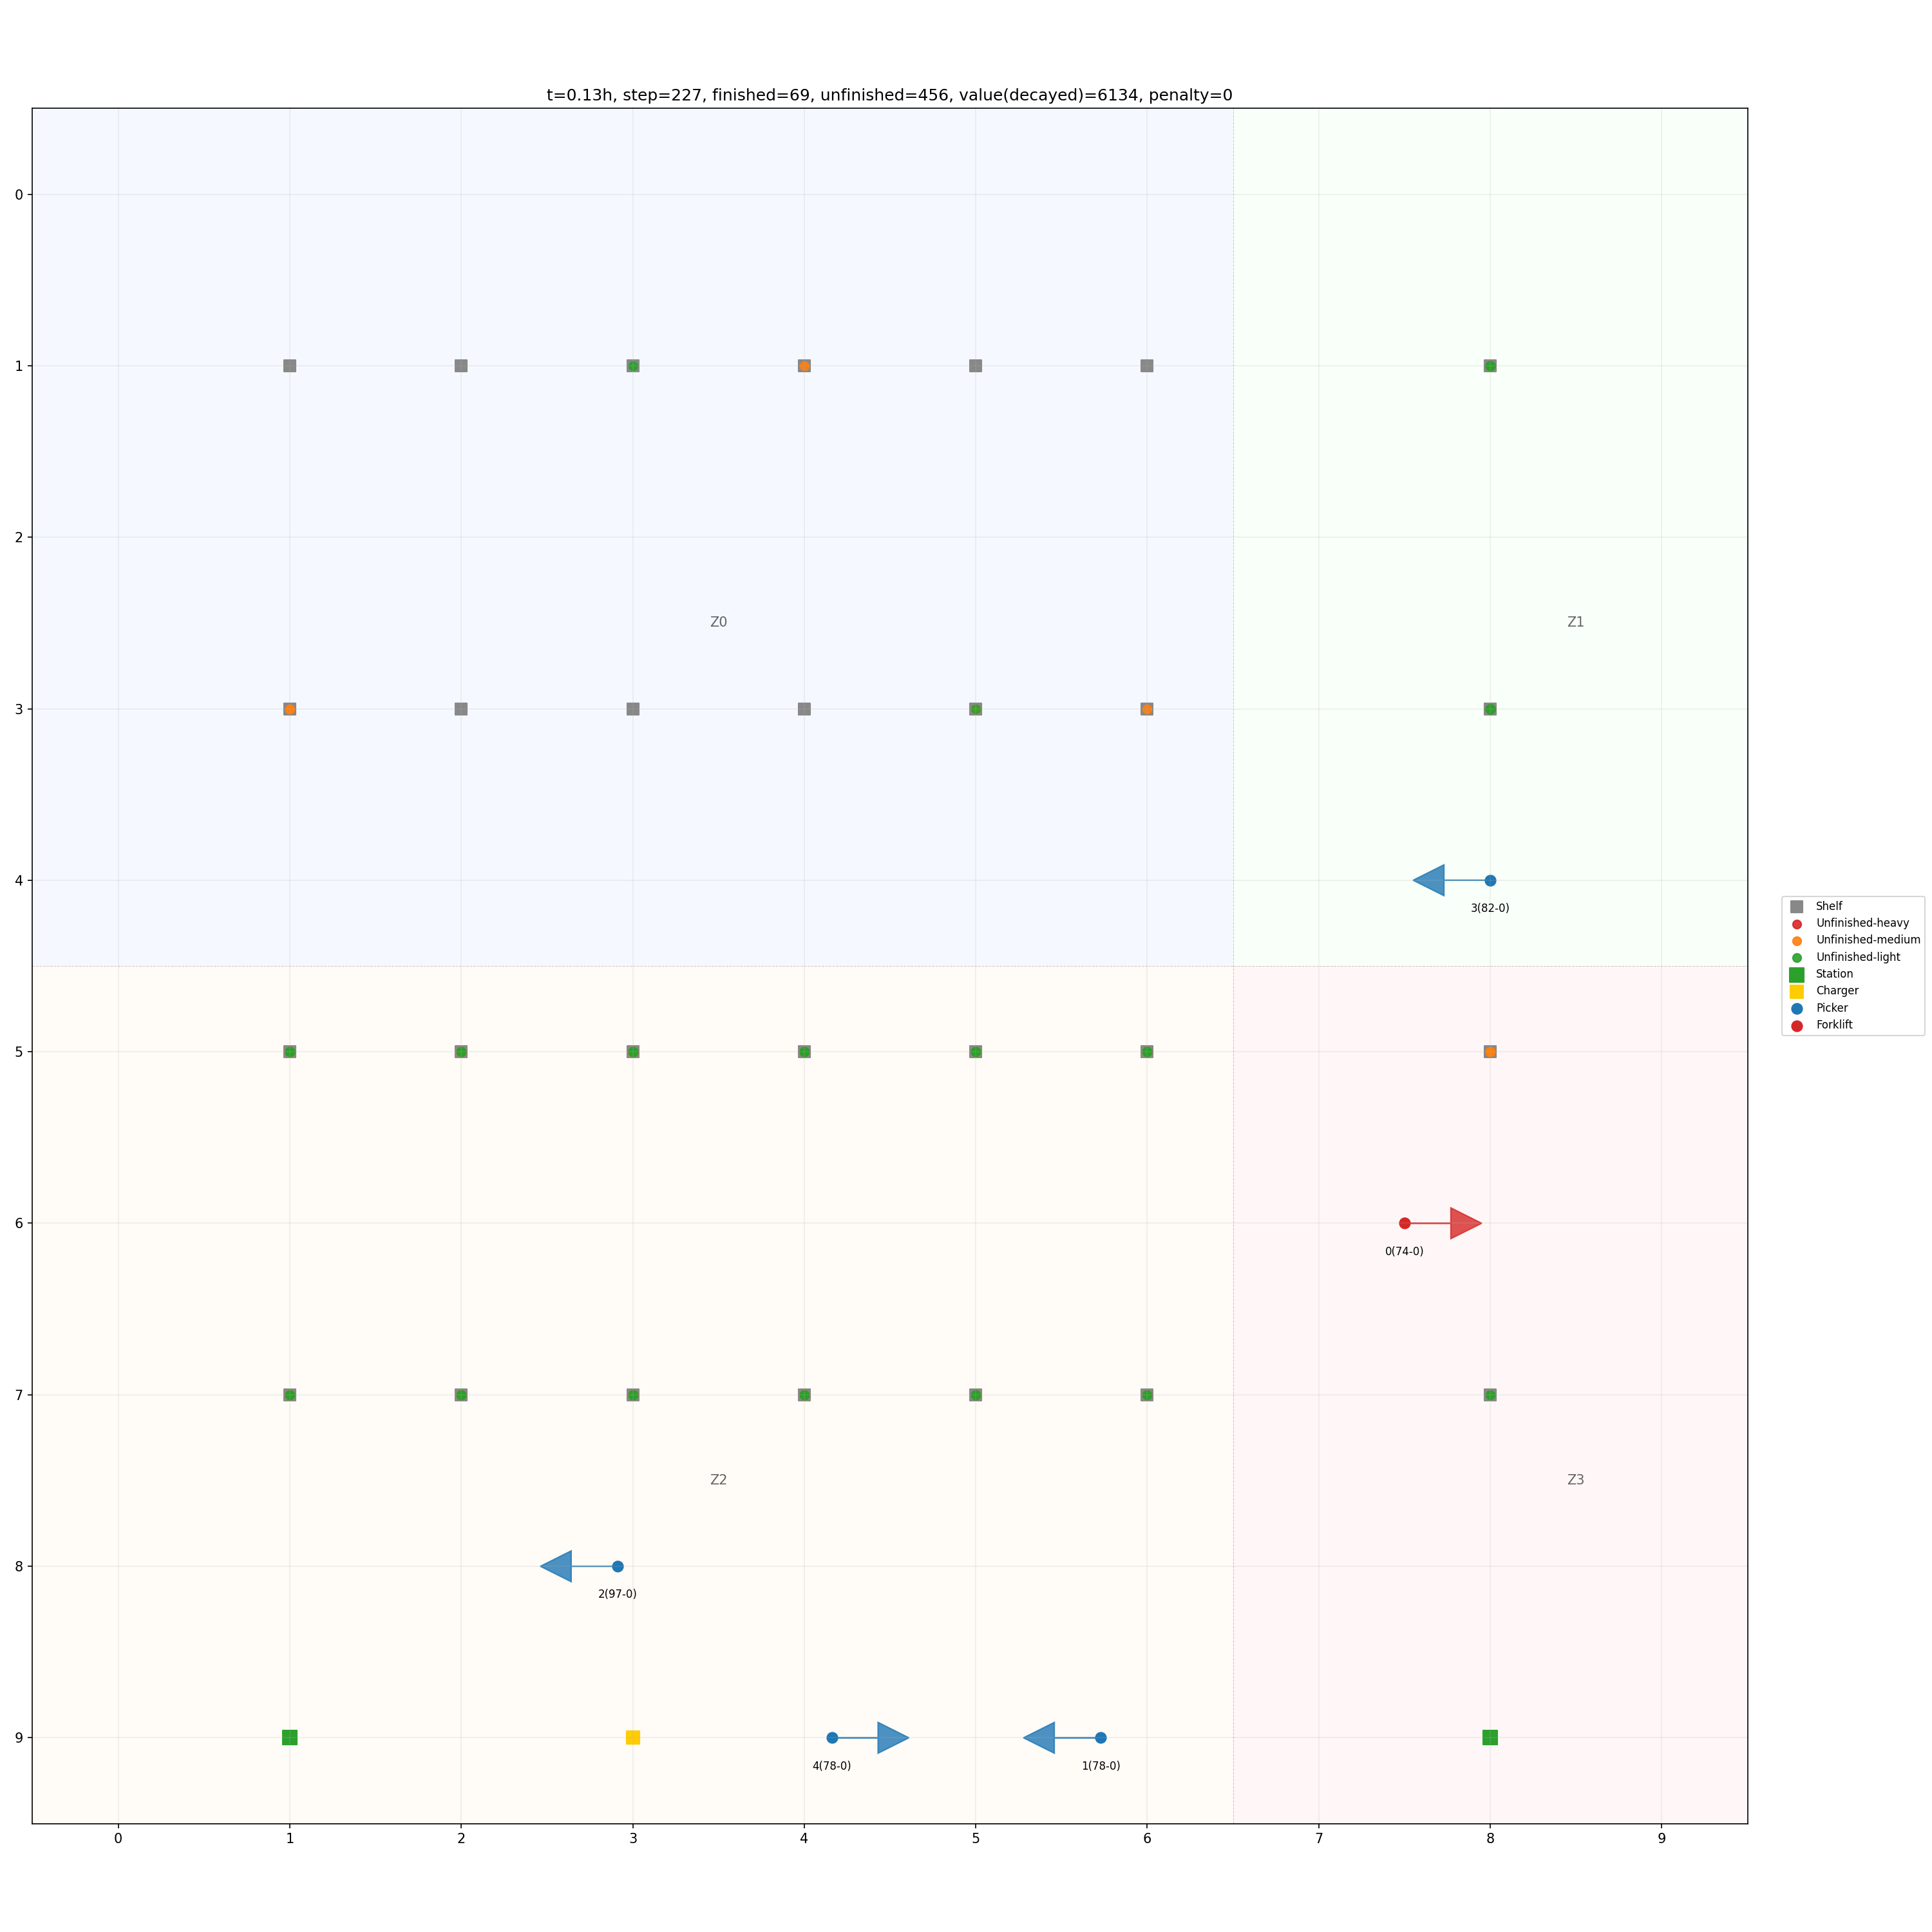 t=0.13h, step=227, finished=69, unfinished=456, value(decayed)=6134, penalty=0
0
1
2
Z0
Z1
3
4
3(82-0)
Shelf
Unfinished-heavy
Unfinished-medium
Unfinished-light
Station
Charger
Picker
Forklift
5
6
0(74-0)
7
Z2
Z3
8
2(97-0)
9
4(78-0)
1(78-0)
0
1
2
3
4
5
6
7
8
9